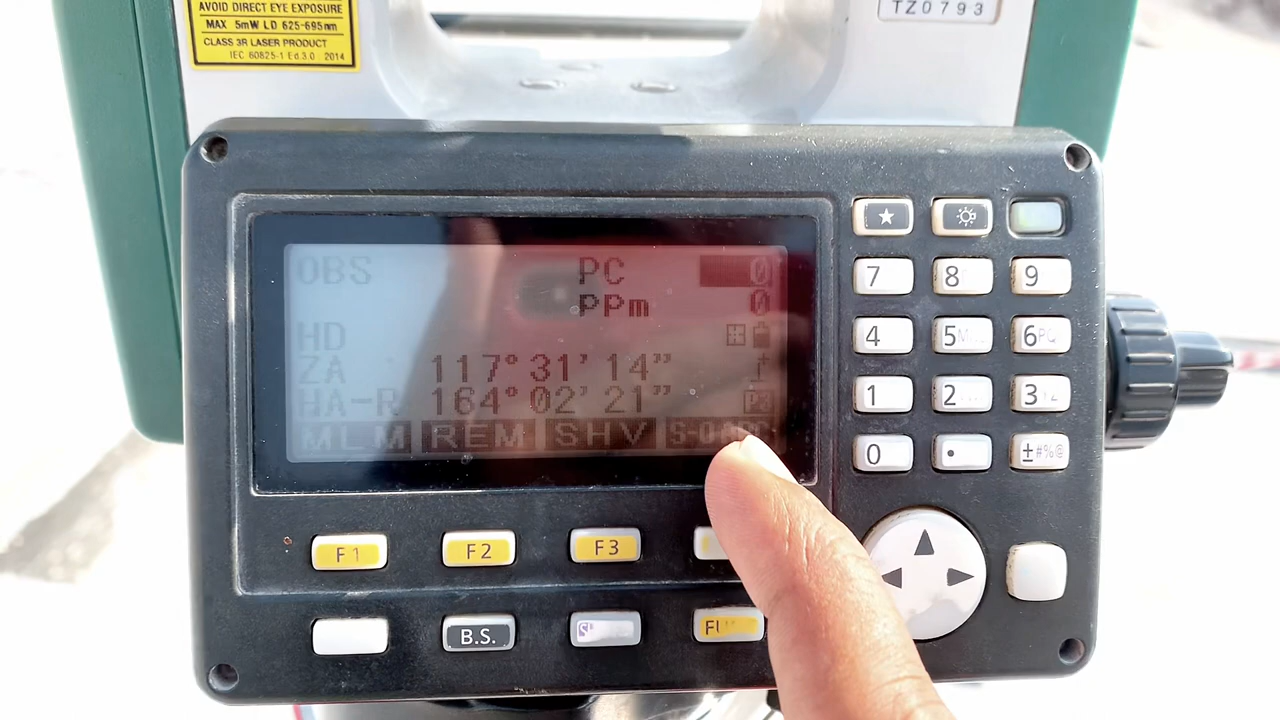 AVOID DIRECT EYE EXPOSURE
MAX 5mW LD 625-695nm
CLASS 3R LASER PRODUCT
IEC 60825-1 Ed.3.0 2014
TZ0793
OBS PC 0
PPm 0
HD
ZA 117°31'14"
HA-R 164°02'21"
P3
MLM REM SHV
7 8 9
4 5 6PQ
1 2 3
0 • ±#%@
F1 F2 F3
B.S.